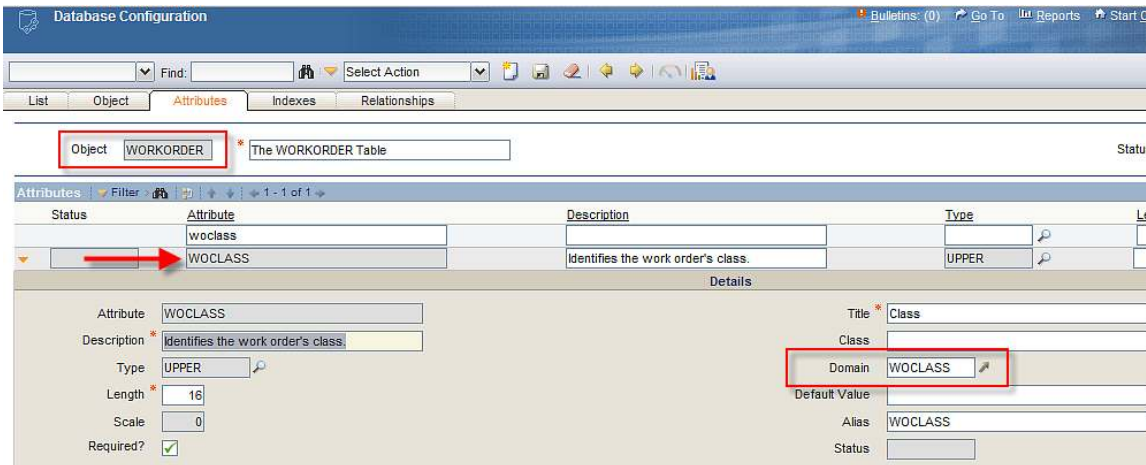 Database Configuration Bulletins: (0) Go To Reports Start C
Find: Select Action
List Object Attributes Indexes Relationships
Object WORKORDER * The WORKORDER Table Statu
Attributes Filter 1 - 1 of 1
Status Attribute Description Type Le
woclass
WOCLASS Identifies the work order's class. UPPER
Details
Attribute WOCLASS Title * Class
Description * Identifies the work order's class. Class
Type UPPER Domain WOCLASS
Length * 16 Default Value
Scale 0 Alias WOCLASS
Required? Status